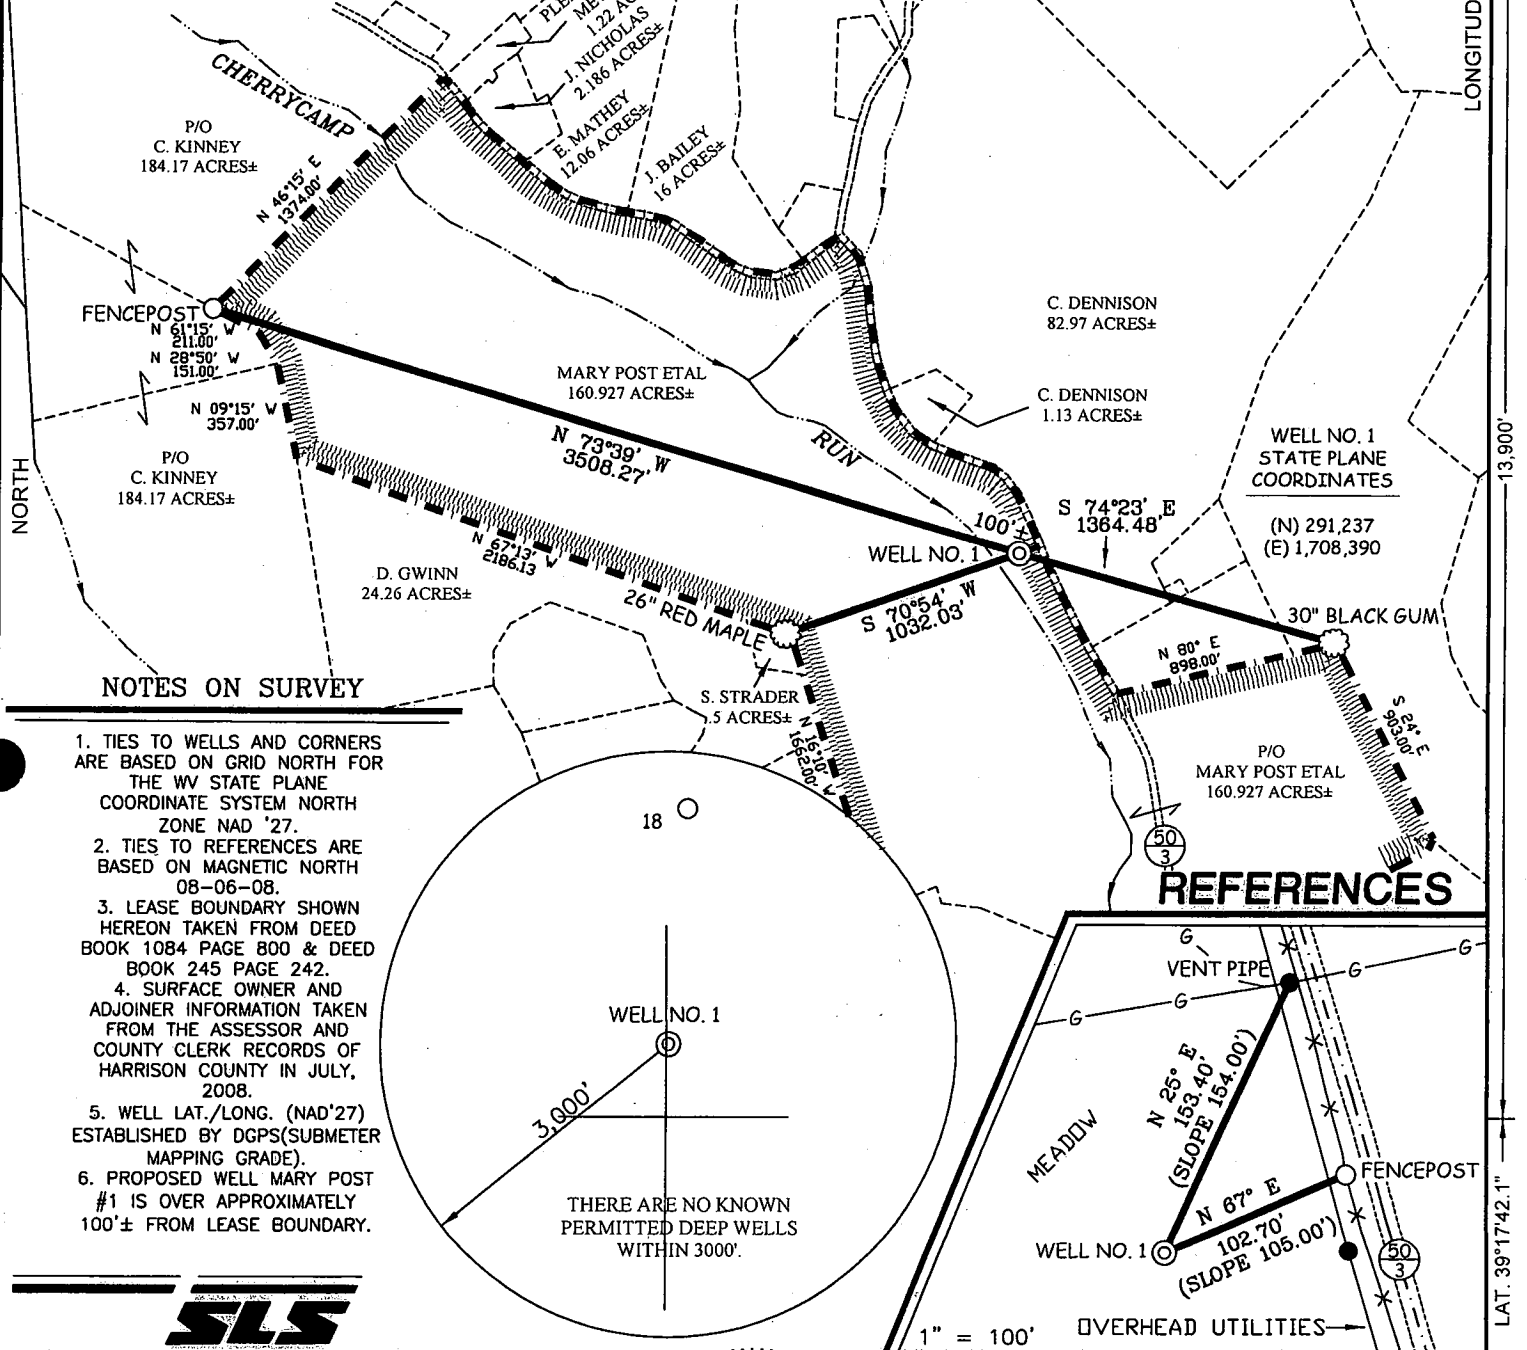 PLE
ME
1.22 AC
J. NICHOLAS
2.186 ACRES±
E. MATHEY
12.06 ACRES±
J. BAILEY
16 ACRES±
LONGITUD
CHERRYCAMP
P/O
C. KINNEY
184.17 ACRES±
N 46°15' E
1374.00'
FENCEPOST
N 61°15' W
211.00'
N 28°50' W
151.00'
N 09°15' W
357.00'
P/O
C. KINNEY
184.17 ACRES±
NORTH
MARY POST ETAL
160.927 ACRES±
N 73°39' W
3508.27'
RUN
C. DENNISON
82.97 ACRES±
C. DENNISON
1.13 ACRES±
WELL NO. 1
STATE PLANE
COORDINATES
(N) 291,237
(E) 1,708,390
13,900'
100'±
WELL NO. 1
S 74°23' E
1364.48'
S 70°54' W
1032.03'
30" BLACK GUM
N 67°13' W
2186.13
D. GWINN
24.26 ACRES±
26" RED MAPLE
N 80° E
898.00'
S 24° E
903.00'
S. STRADER
.5 ACRES±
N 16°10' W
1662.00'
P/O
MARY POST ETAL
160.927 ACRES±
50
3
NOTES ON SURVEY
1. TIES TO WELLS AND CORNERS
ARE BASED ON GRID NORTH FOR
THE WV STATE PLANE
COORDINATE SYSTEM NORTH
ZONE NAD '27.
2. TIES TO REFERENCES ARE
BASED ON MAGNETIC NORTH
08-06-08.
3. LEASE BOUNDARY SHOWN
HEREON TAKEN FROM DEED
BOOK 1084 PAGE 800 & DEED
BOOK 245 PAGE 242.
4. SURFACE OWNER AND
ADJOINER INFORMATION TAKEN
FROM THE ASSESSOR AND
COUNTY CLERK RECORDS OF
HARRISON COUNTY IN JULY,
2008.
5. WELL LAT./LONG. (NAD'27)
ESTABLISHED BY DGPS(SUBMETER
MAPPING GRADE).
6. PROPOSED WELL MARY POST
#1 IS OVER APPROXIMATELY
100'± FROM LEASE BOUNDARY.
SLS
18
WELL NO. 1
3,000'
THERE ARE NO KNOWN
PERMITTED DEEP WELLS
WITHIN 3000'.
REFERENCES
G
G
VENT PIPE
G
G
G
N 25° E
153.40'
(SLOPE 154.00')
MEADOW
FENCEPOST
N 67° E
102.70'
(SLOPE 105.00')
WELL NO. 1
50
3
1" = 100'
OVERHEAD UTILITIES
LAT. 39°17'42.1"